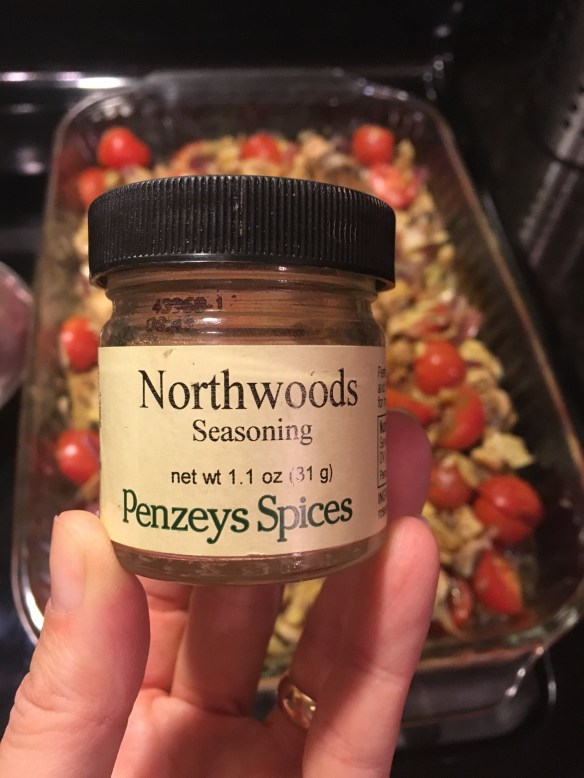 Northwoods
Seasoning
net wt 1.1 oz (31 g)
Penzeys Spices